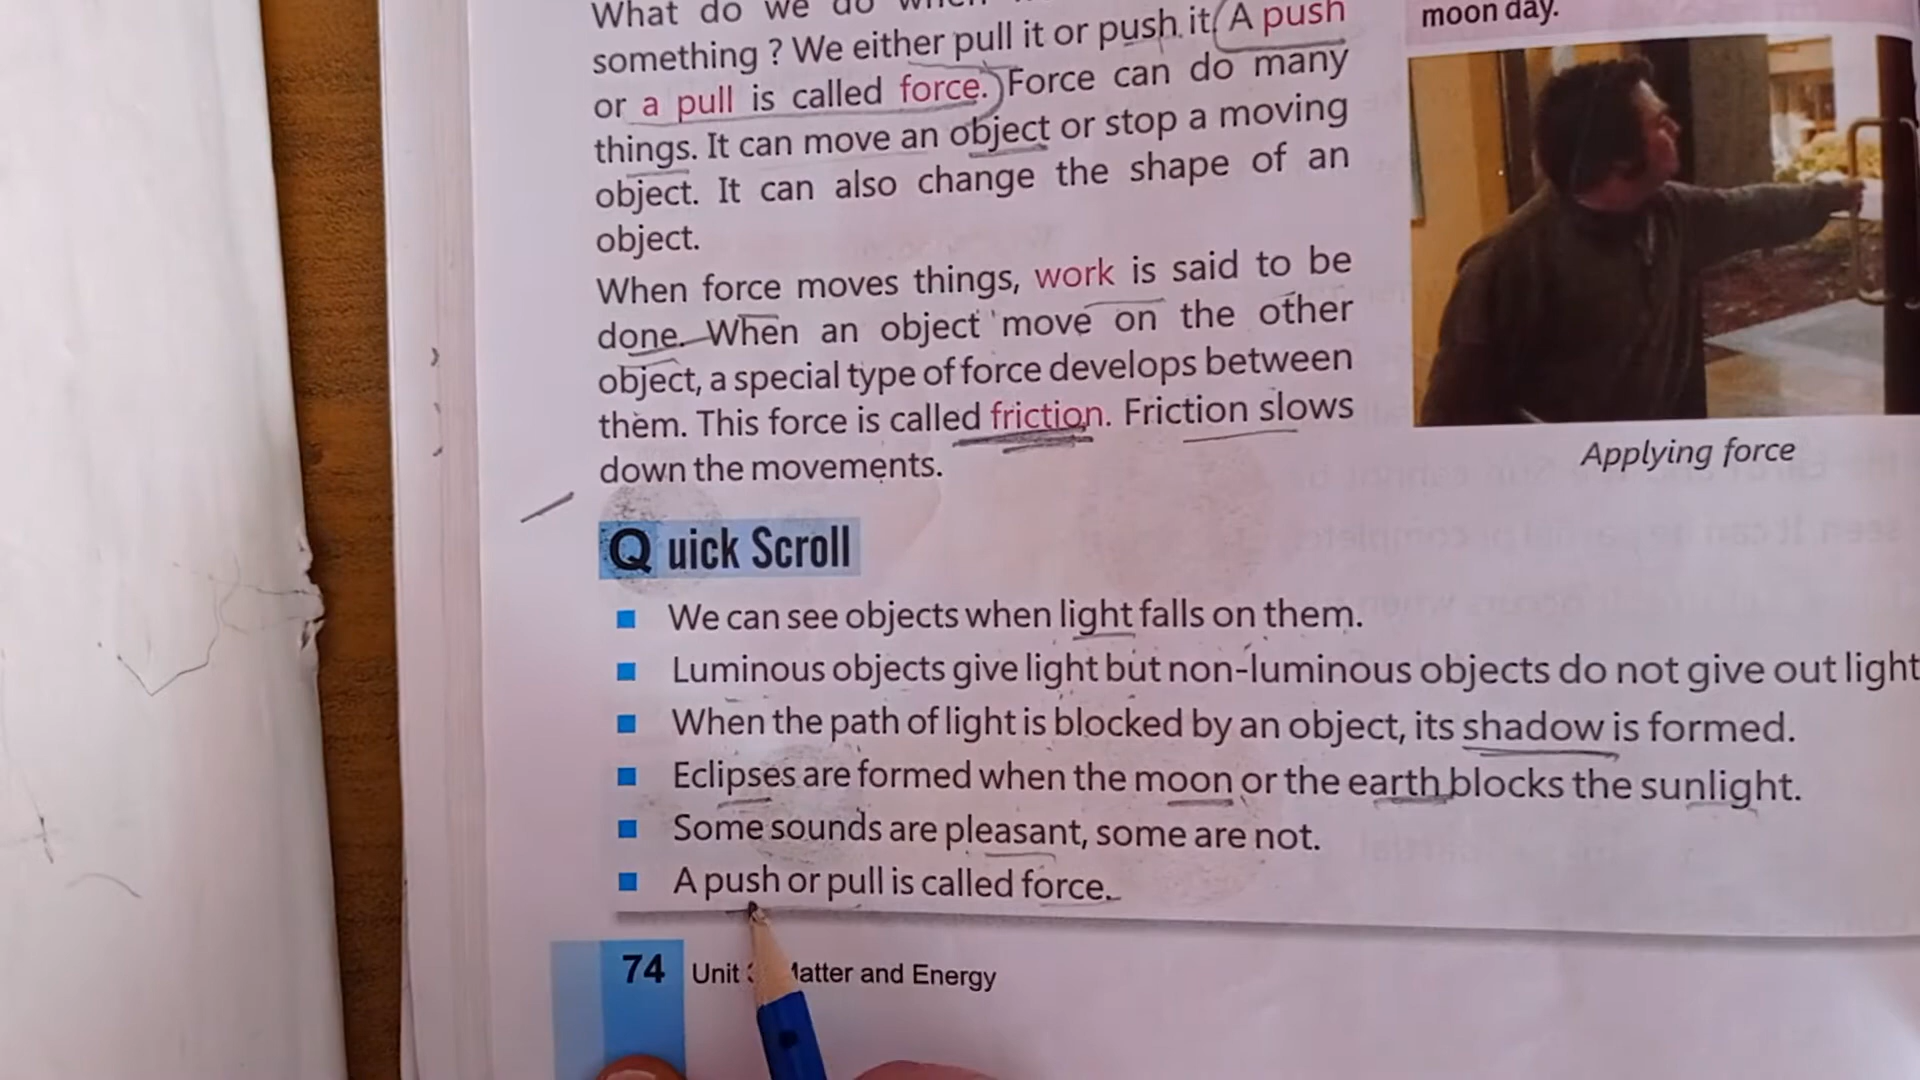 What do we do when
something ? We either pull it or push it. A push
or a pull is called force. Force can do many
things. It can move an object or stop a moving
object. It can also change the shape of an
object.
When force moves things, work is said to be
done. When an object move on the other
object, a special type of force develops between
them. This force is called friction. Friction slows
down the movements.
moon day.
Applying force
Quick Scroll
We can see objects when light falls on them.
Luminous objects give light but non-luminous objects do not give out light
When the path of light is blocked by an object, its shadow is formed.
Eclipses are formed when the moon or the earth blocks the sunlight.
Some sounds are pleasant, some are not.
A push or pull is called force.
74 Unit Matter and Energy